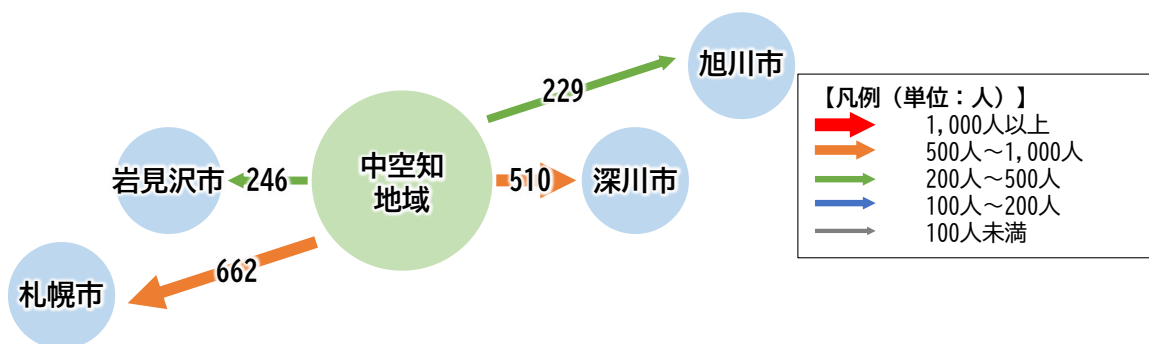 旭川市
229
【凡例（単位：人）】
1,000人以上
500人～1,000人
200人～500人
100人～200人
100人未満
中空知
地域
岩見沢市
246
510
深川市
662
札幌市